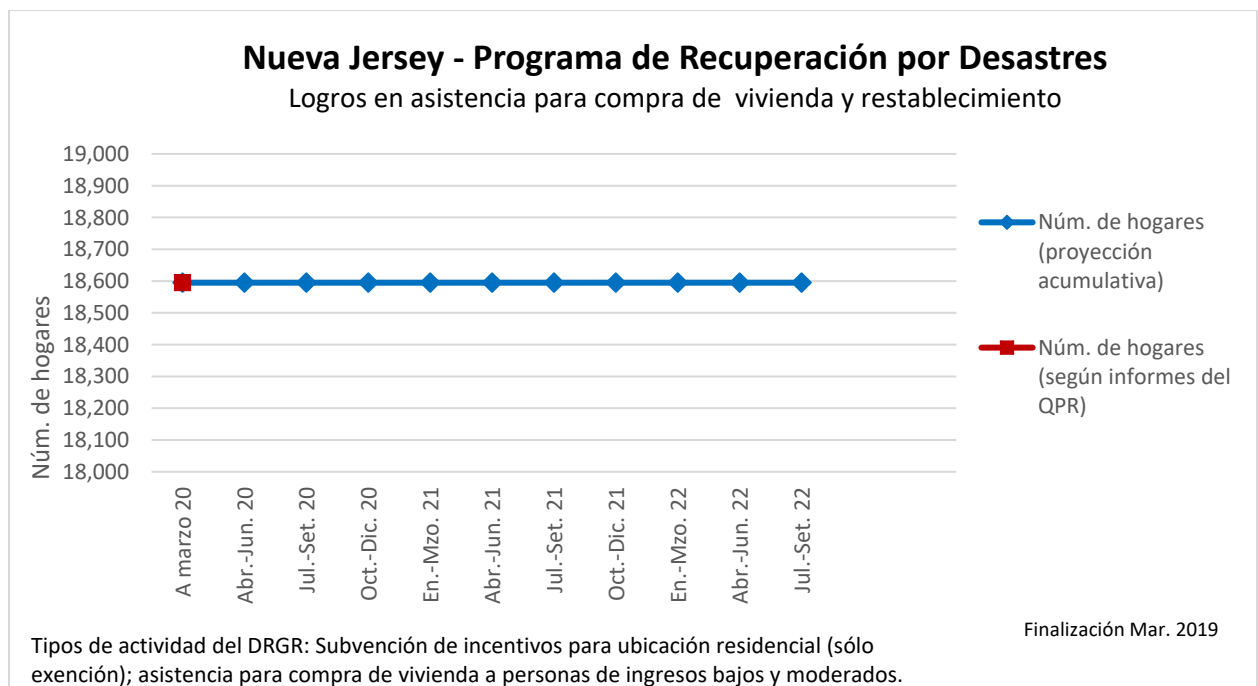 Nueva Jersey - Programa de Recuperación por Desastres
Logros en asistencia para compra de  vivienda y restablecimiento
Núm. de hogares
19,000
18,900
18,800
18,700
18,600
18,500
18,400
18,300
18,200
18,100
18,000
A marzo 20
Abr.-Jun. 20
Jul.-Set. 20
Oct.-Dic. 20
En.-Mzo. 21
Abr.-Jun. 21
Jul.-Set. 21
Oct.-Dic. 21
En.-Mzo. 22
Abr.-Jun. 22
Jul.-Set. 22
Núm. de hogares
(proyección
acumulativa)
Núm. de hogares
(según informes del
QPR)
Finalización Mar. 2019
Tipos de actividad del DRGR: Subvención de incentivos para ubicación residencial (sólo
exención); asistencia para compra de vivienda a personas de ingresos bajos y moderados.